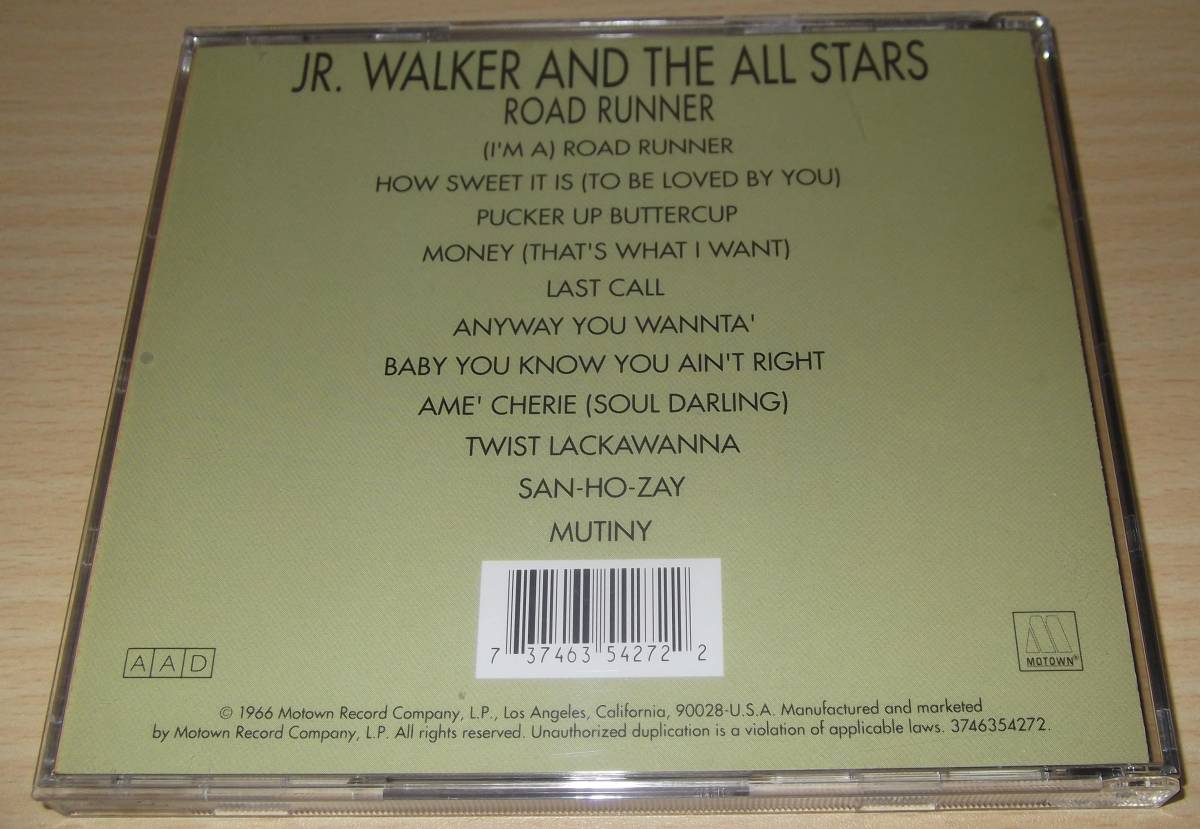 JR. WALKER AND THE ALL STARS
ROAD RUNNER
(I'M A) ROAD RUNNER
HOW SWEET IT IS (TO BE LOVED BY YOU)
PUCKER UP BUTTERCUP
MONEY (THAT'S WHAT I WANT)
LAST CALL
ANYWAY YOU WANNTA'
BABY YOU KNOW YOU AIN'T RIGHT
AME' CHERIE (SOUL DARLING)
TWIST LACKAWANNA
SAN-HO-ZAY
MUTINY
7 37463 54272 2
AAD
MOTOWN®
© 1966 Motown Record Company, L.P., Los Angeles, California, 90028-U.S.A. Manufactured and marketed
by Motown Record Company, L.P. All rights reserved. Unauthorized duplication is a violation of applicable laws. 3746354272.